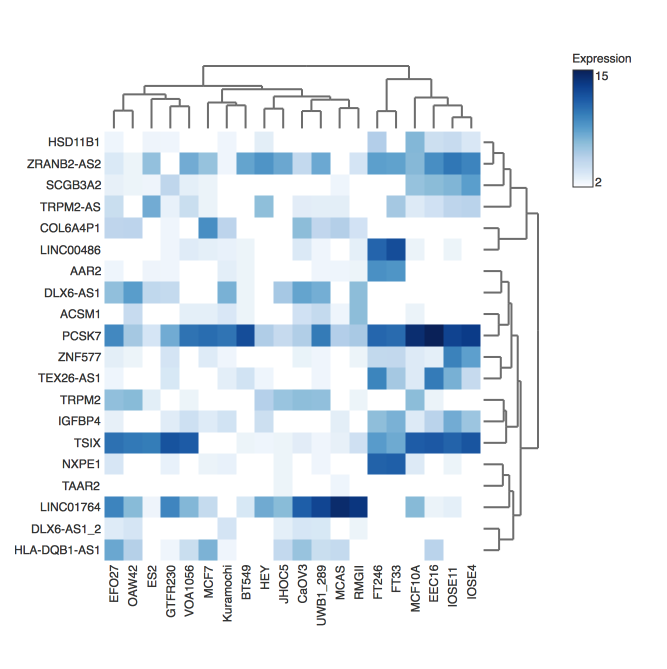 Expression
15
2
HSD11B1
ZRANB2-AS2
SCGB3A2
TRPM2-AS
COL6A4P1
LINC00486
AAR2
DLX6-AS1
ACSM1
PCSK7
ZNF577
TEX26-AS1
TRPM2
IGFBP4
TSIX
NXPE1
TAAR2
LINC01764
DLX6-AS1_2
HLA-DQB1-AS1
EFO27
OAW42
ES2
GTFR230
VOA1056
MCF7
Kuramochi
BT549
HEY
JHOC5
CaOV3
UWB1_289
MCAS
RMGII
FT246
FT33
MCF10A
EEC16
IOSE11
IOSE4